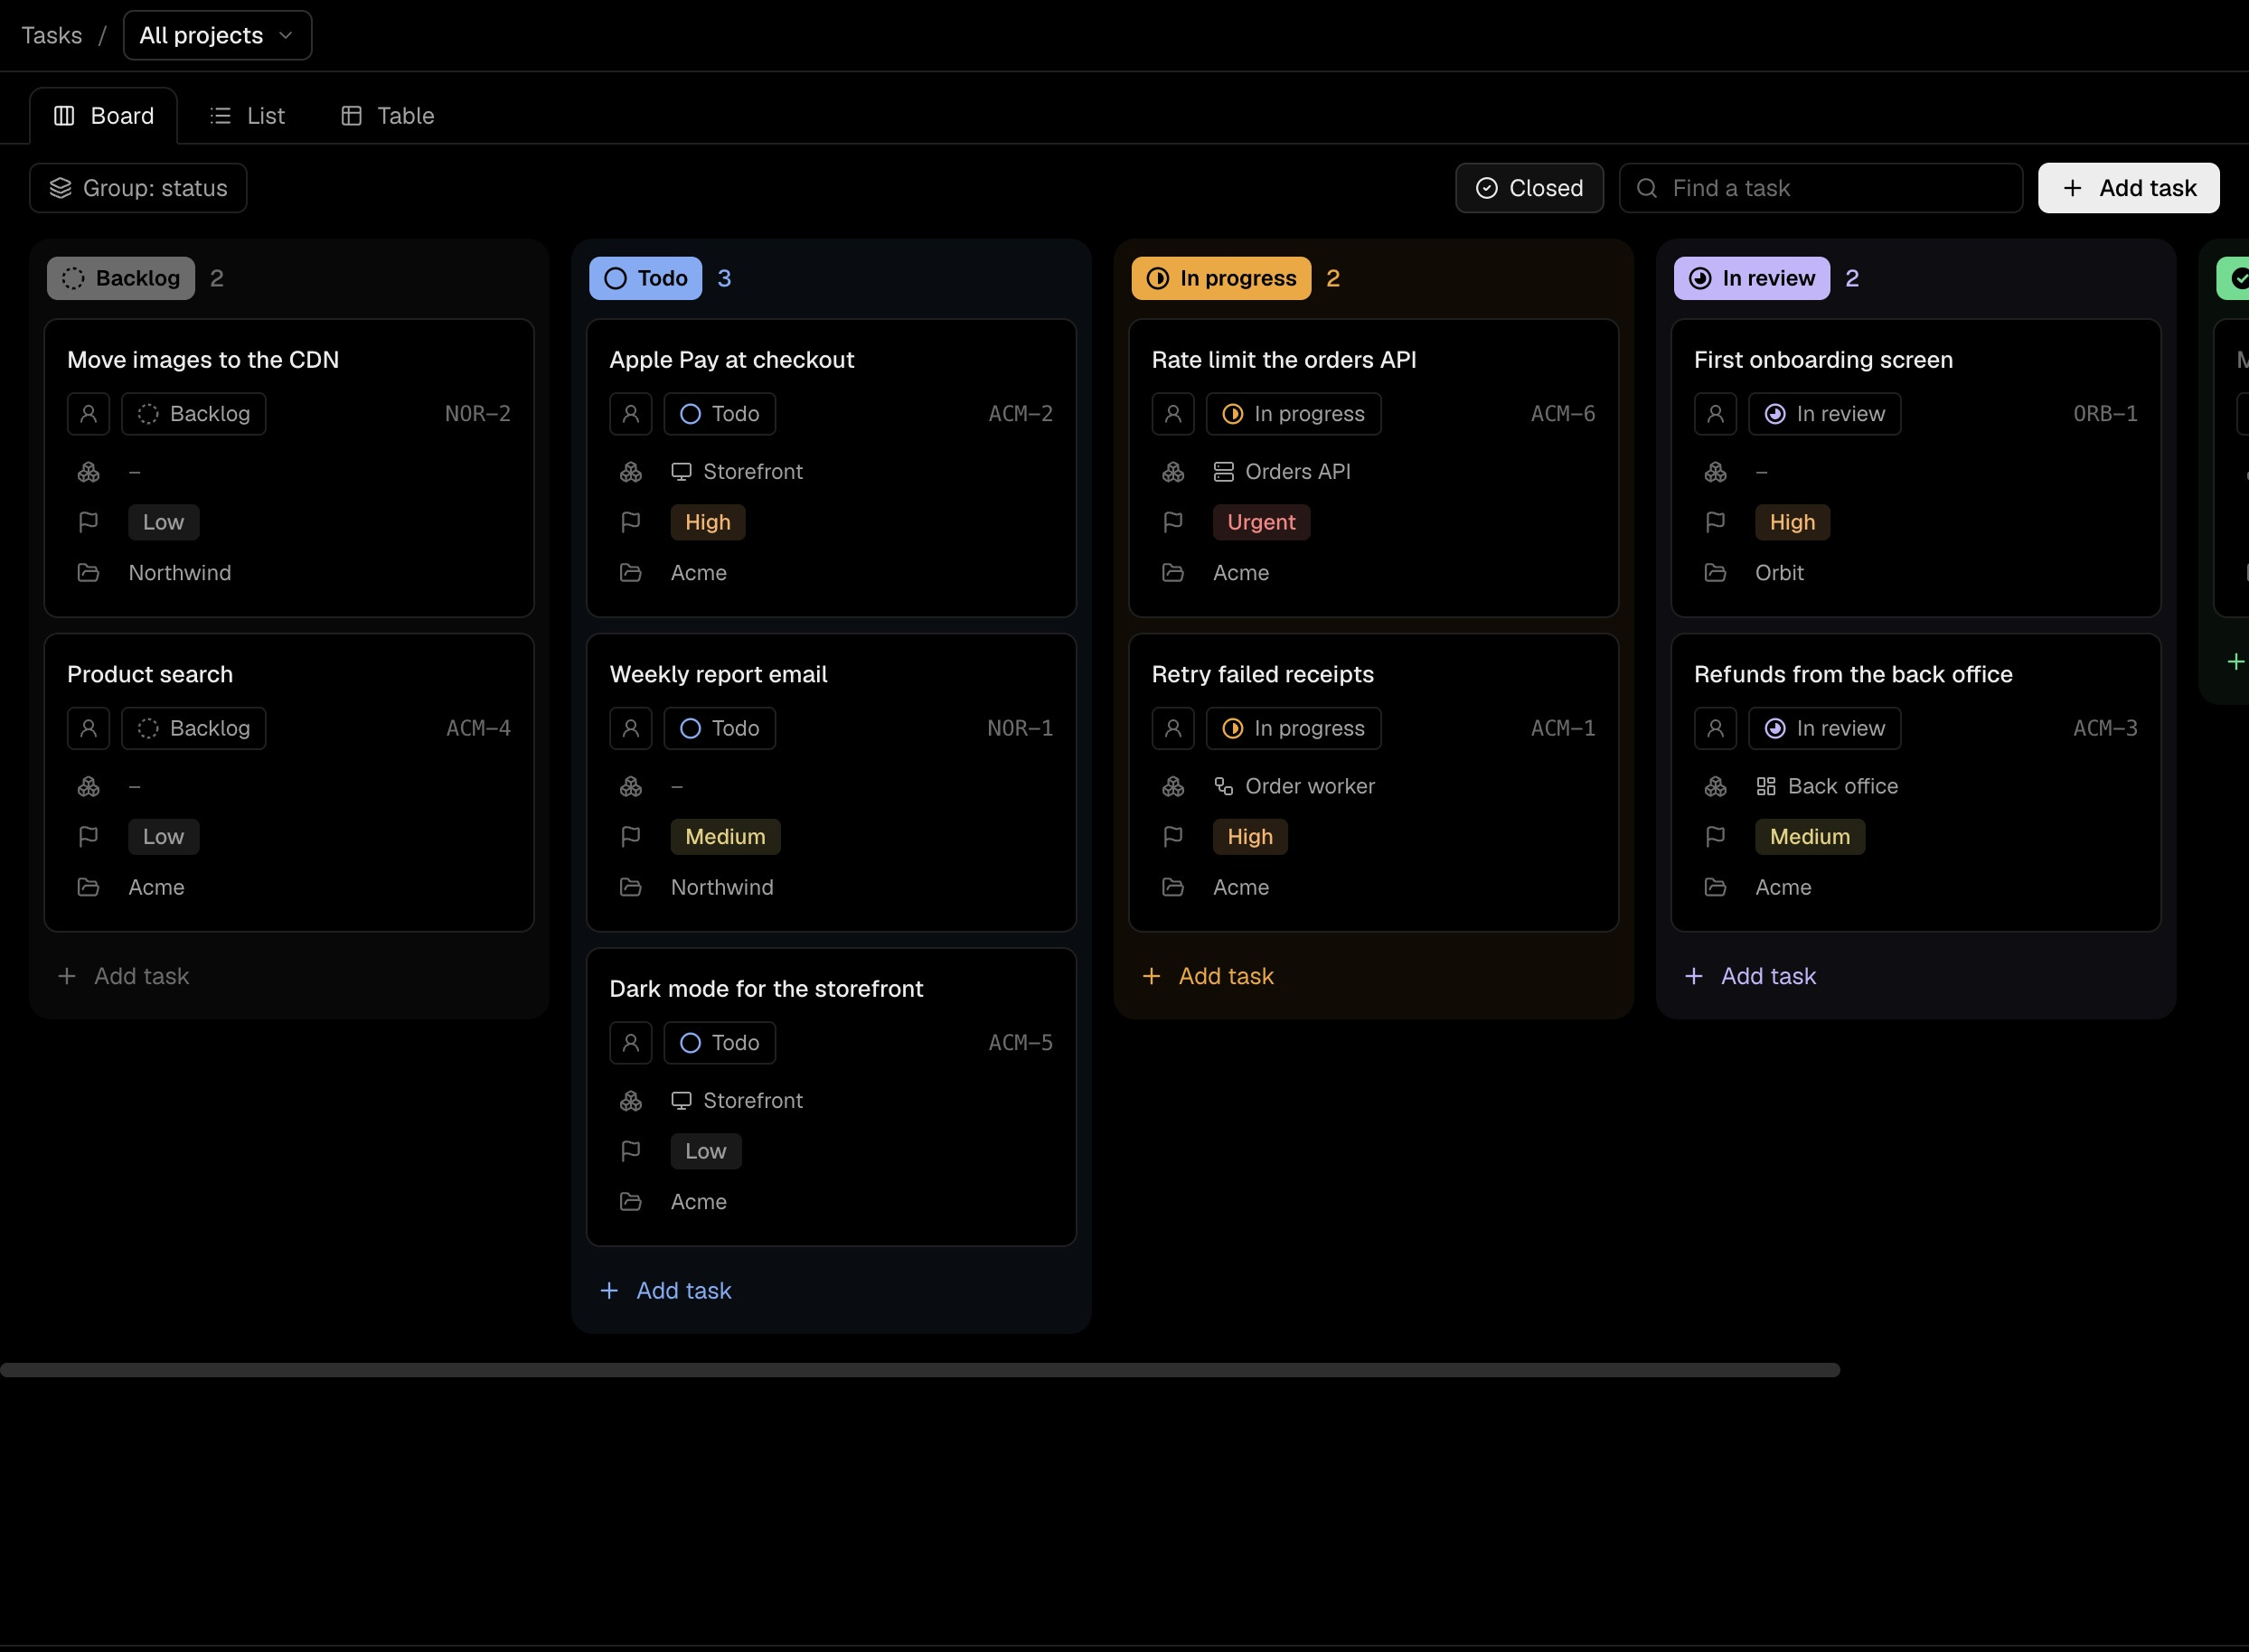 Tasks / All projects
Board List Table
Group: status Closed Find a task + Add task
Backlog 2
Move images to the CDN
Backlog NOR-2
–
Low
Northwind
Product search
Backlog ACM-4
–
Low
Acme
+ Add task
Todo 3
Apple Pay at checkout
Todo ACM-2
Storefront
High
Acme
Weekly report email
Todo NOR-1
–
Medium
Northwind
Dark mode for the storefront
Todo ACM-5
Storefront
Low
Acme
+ Add task
In progress 2
Rate limit the orders API
In progress ACM-6
Orders API
Urgent
Acme
Retry failed receipts
In progress ACM-1
Order worker
High
Acme
+ Add task
In review 2
First onboarding screen
In review ORB-1
–
High
Orbit
Refunds from the back office
In review ACM-3
Back office
Medium
Acme
+ Add task
+